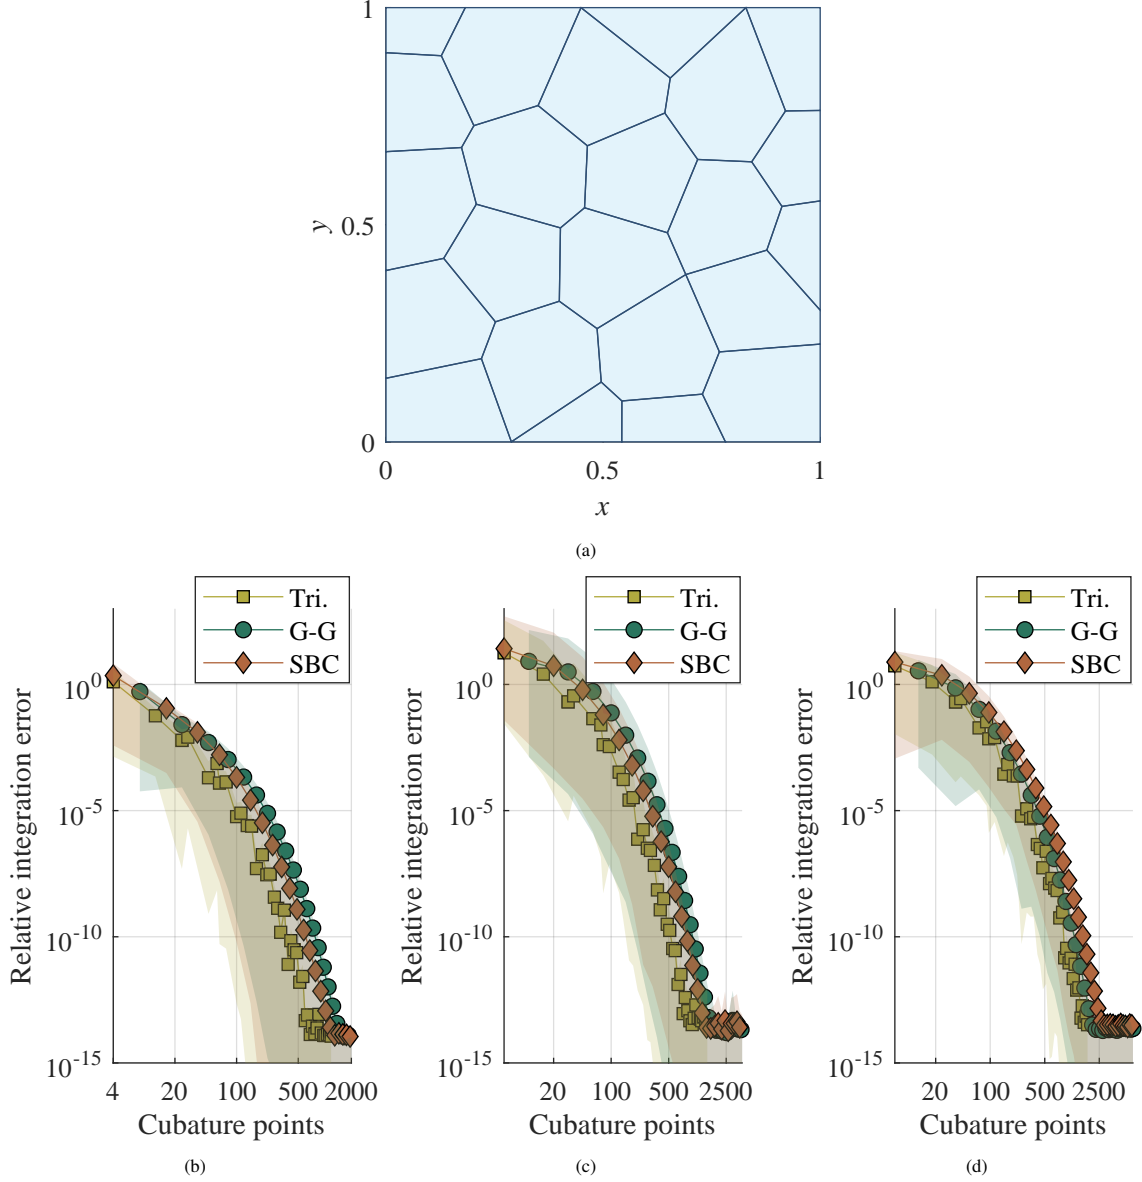 1
y
0.5
0
0
0.5
1
x
(a)
Tri.
G-G
SBC
Relative integration error
10^0
10^-5
10^-10
10^-15
4
20
100
500
2000
Cubature points
(b)
Tri.
G-G
SBC
Relative integration error
10^0
10^-5
10^-10
10^-15
20
100
500
2500
Cubature points
(c)
Tri.
G-G
SBC
Relative integration error
10^0
10^-5
10^-10
10^-15
20
100
500
2500
Cubature points
(d)